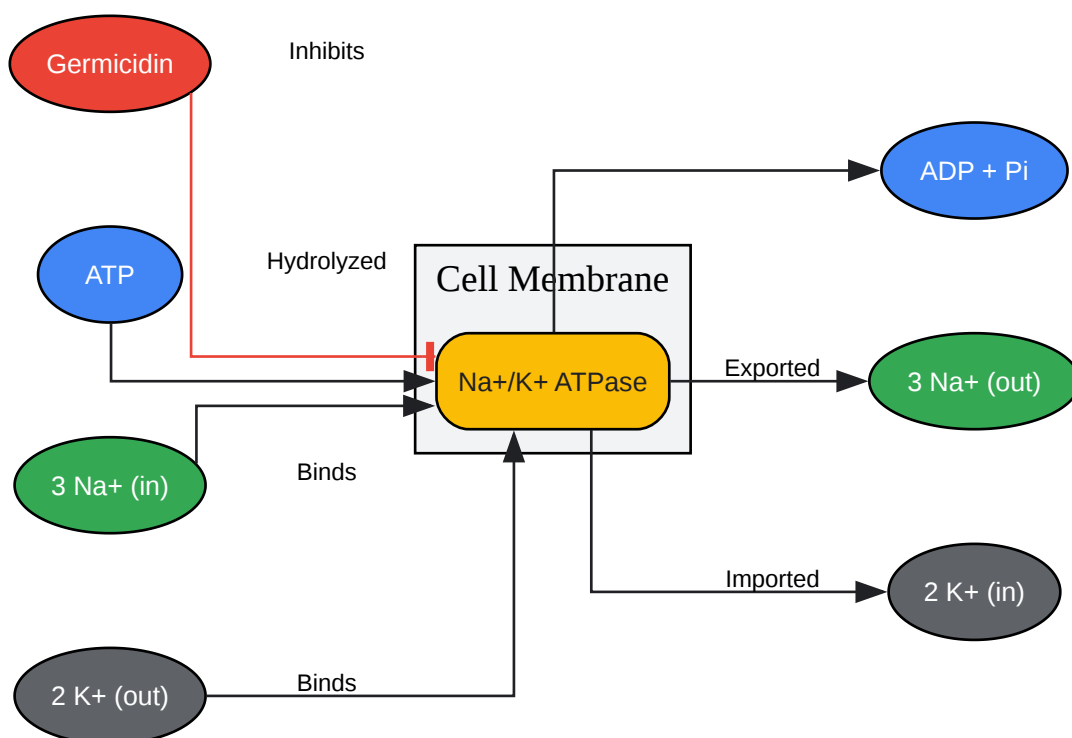 Germicidin
Inhibits
ADP + Pi
ATP
Hydrolyzed
Cell Membrane
Na+/K+ ATPase
Exported
3 Na+ (out)
3 Na+ (in)
Binds
Imported
2 K+ (in)
2 K+ (out)
Binds